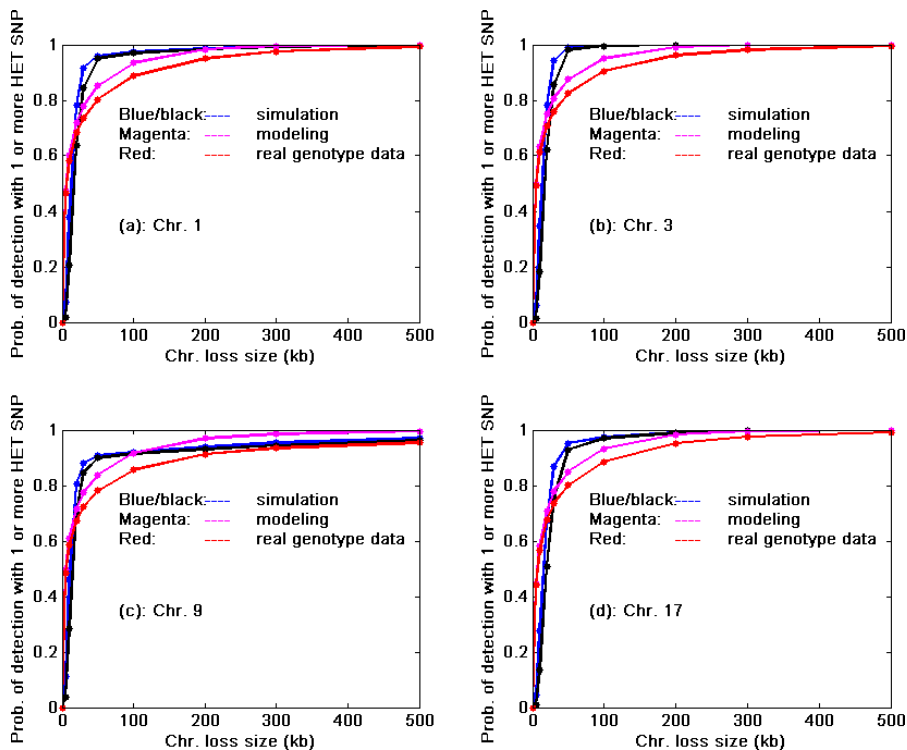 Prob. of detection with 1 or more HET SNP
1
0.8
0.6
0.4
0.2
0
Blue/black: simulation
Magenta: modeling
Red: real genotype data
(a): Chr. 1
0 100 200 300 400 500
Chr. loss size (kb)
Prob. of detection with 1 or more HET SNP
1
0.8
0.6
0.4
0.2
0
Blue/black: simulation
Magenta: modeling
Red: real genotype data
(b): Chr. 3
0 100 200 300 400 500
Chr. loss size (kb)
Prob. of detection with 1 or more HET SNP
1
0.8
0.6
0.4
0.2
0
Blue/black: simulation
Magenta: modeling
Red: real genotype data
(c): Chr. 9
0 100 200 300 400 500
Chr. loss size (kb)
Prob. of detection with 1 or more HET SNP
1
0.8
0.6
0.4
0.2
0
Blue/black: simulation
Magenta: modeling
Red: real genotype data
(d): Chr. 17
0 100 200 300 400 500
Chr. loss size (kb)